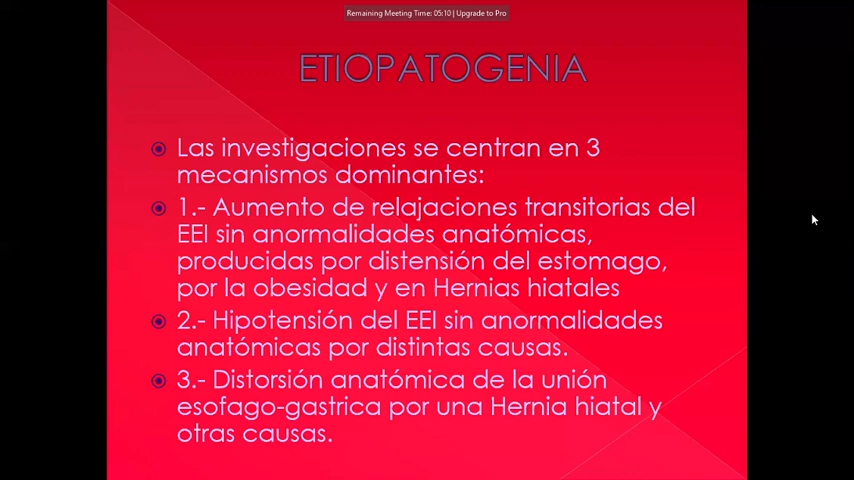 Remaining Meeting Time: 05:10 | Upgrade to Pro
ETIOPATOGENIA
Las investigaciones se centran en 3
mecanismos dominantes:
1.- Aumento de relajaciones transitorias del
EEI sin anormalidades anatómicas,
producidas por distensión del estomago,
por la obesidad y en Hernias hiatales
2.- Hipotensión del EEI sin anormalidades
anatómicas por distintas causas.
3.- Distorsión anatómica de la unión
esofago-gastrica por una Hernia hiatal y
otras causas.